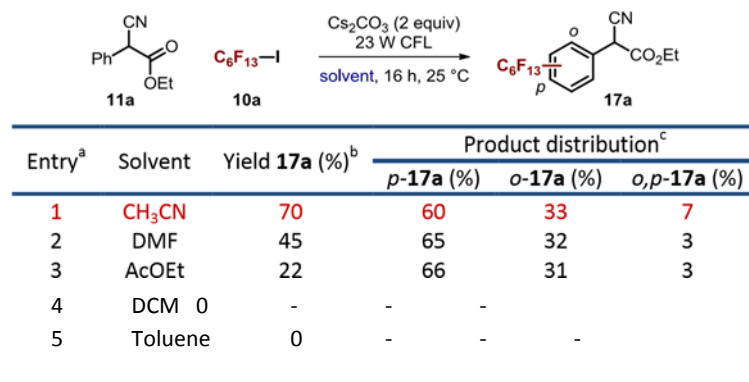 CN
Ph
O
OEt
11a
C6F13—I
10a
Cs2CO3 (2 equiv)
23 W CFL
solvent, 16 h, 25 °C
CN
o
CO2Et
C6F13
p
17a
Entrya Solvent Yield 17a (%)b Product distributionc
p-17a (%) o-17a (%) o,p-17a (%)
1 CH3CN 70 60 33 7
2 DMF 45 65 32 3
3 AcOEt 22 66 31 3
4 DCM 0 - - -
5 Toluene 0 - - -